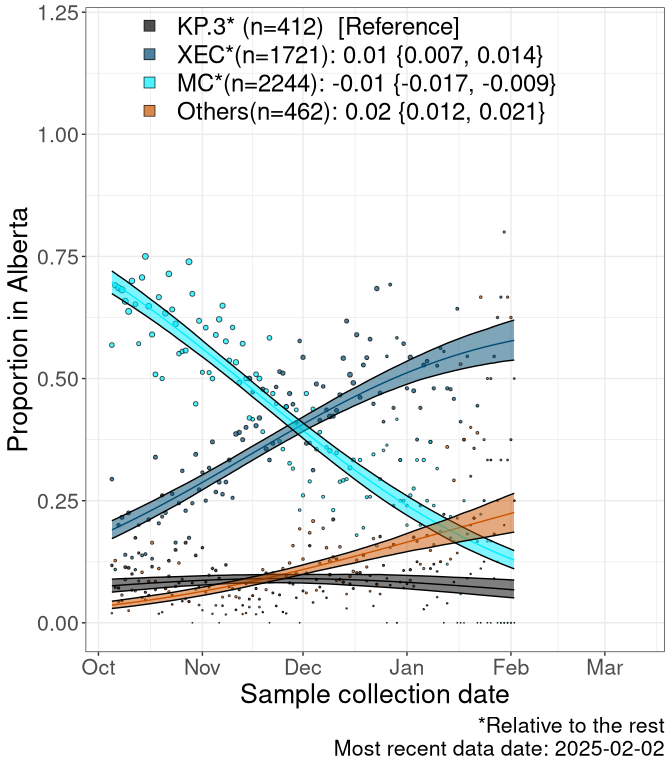 KP.3* (n=412)  [Reference]
XEC*(n=1721): 0.01 {0.007, 0.014}
MC*(n=2244): -0.01 {-0.017, -0.009}
Others(n=462): 0.02 {0.012, 0.021}
Proportion in Alberta
1.25
1.00
0.75
0.50
0.25
0.00
Oct Nov Dec Jan Feb Mar
Sample collection date
*Relative to the rest
Most recent data date: 2025-02-02